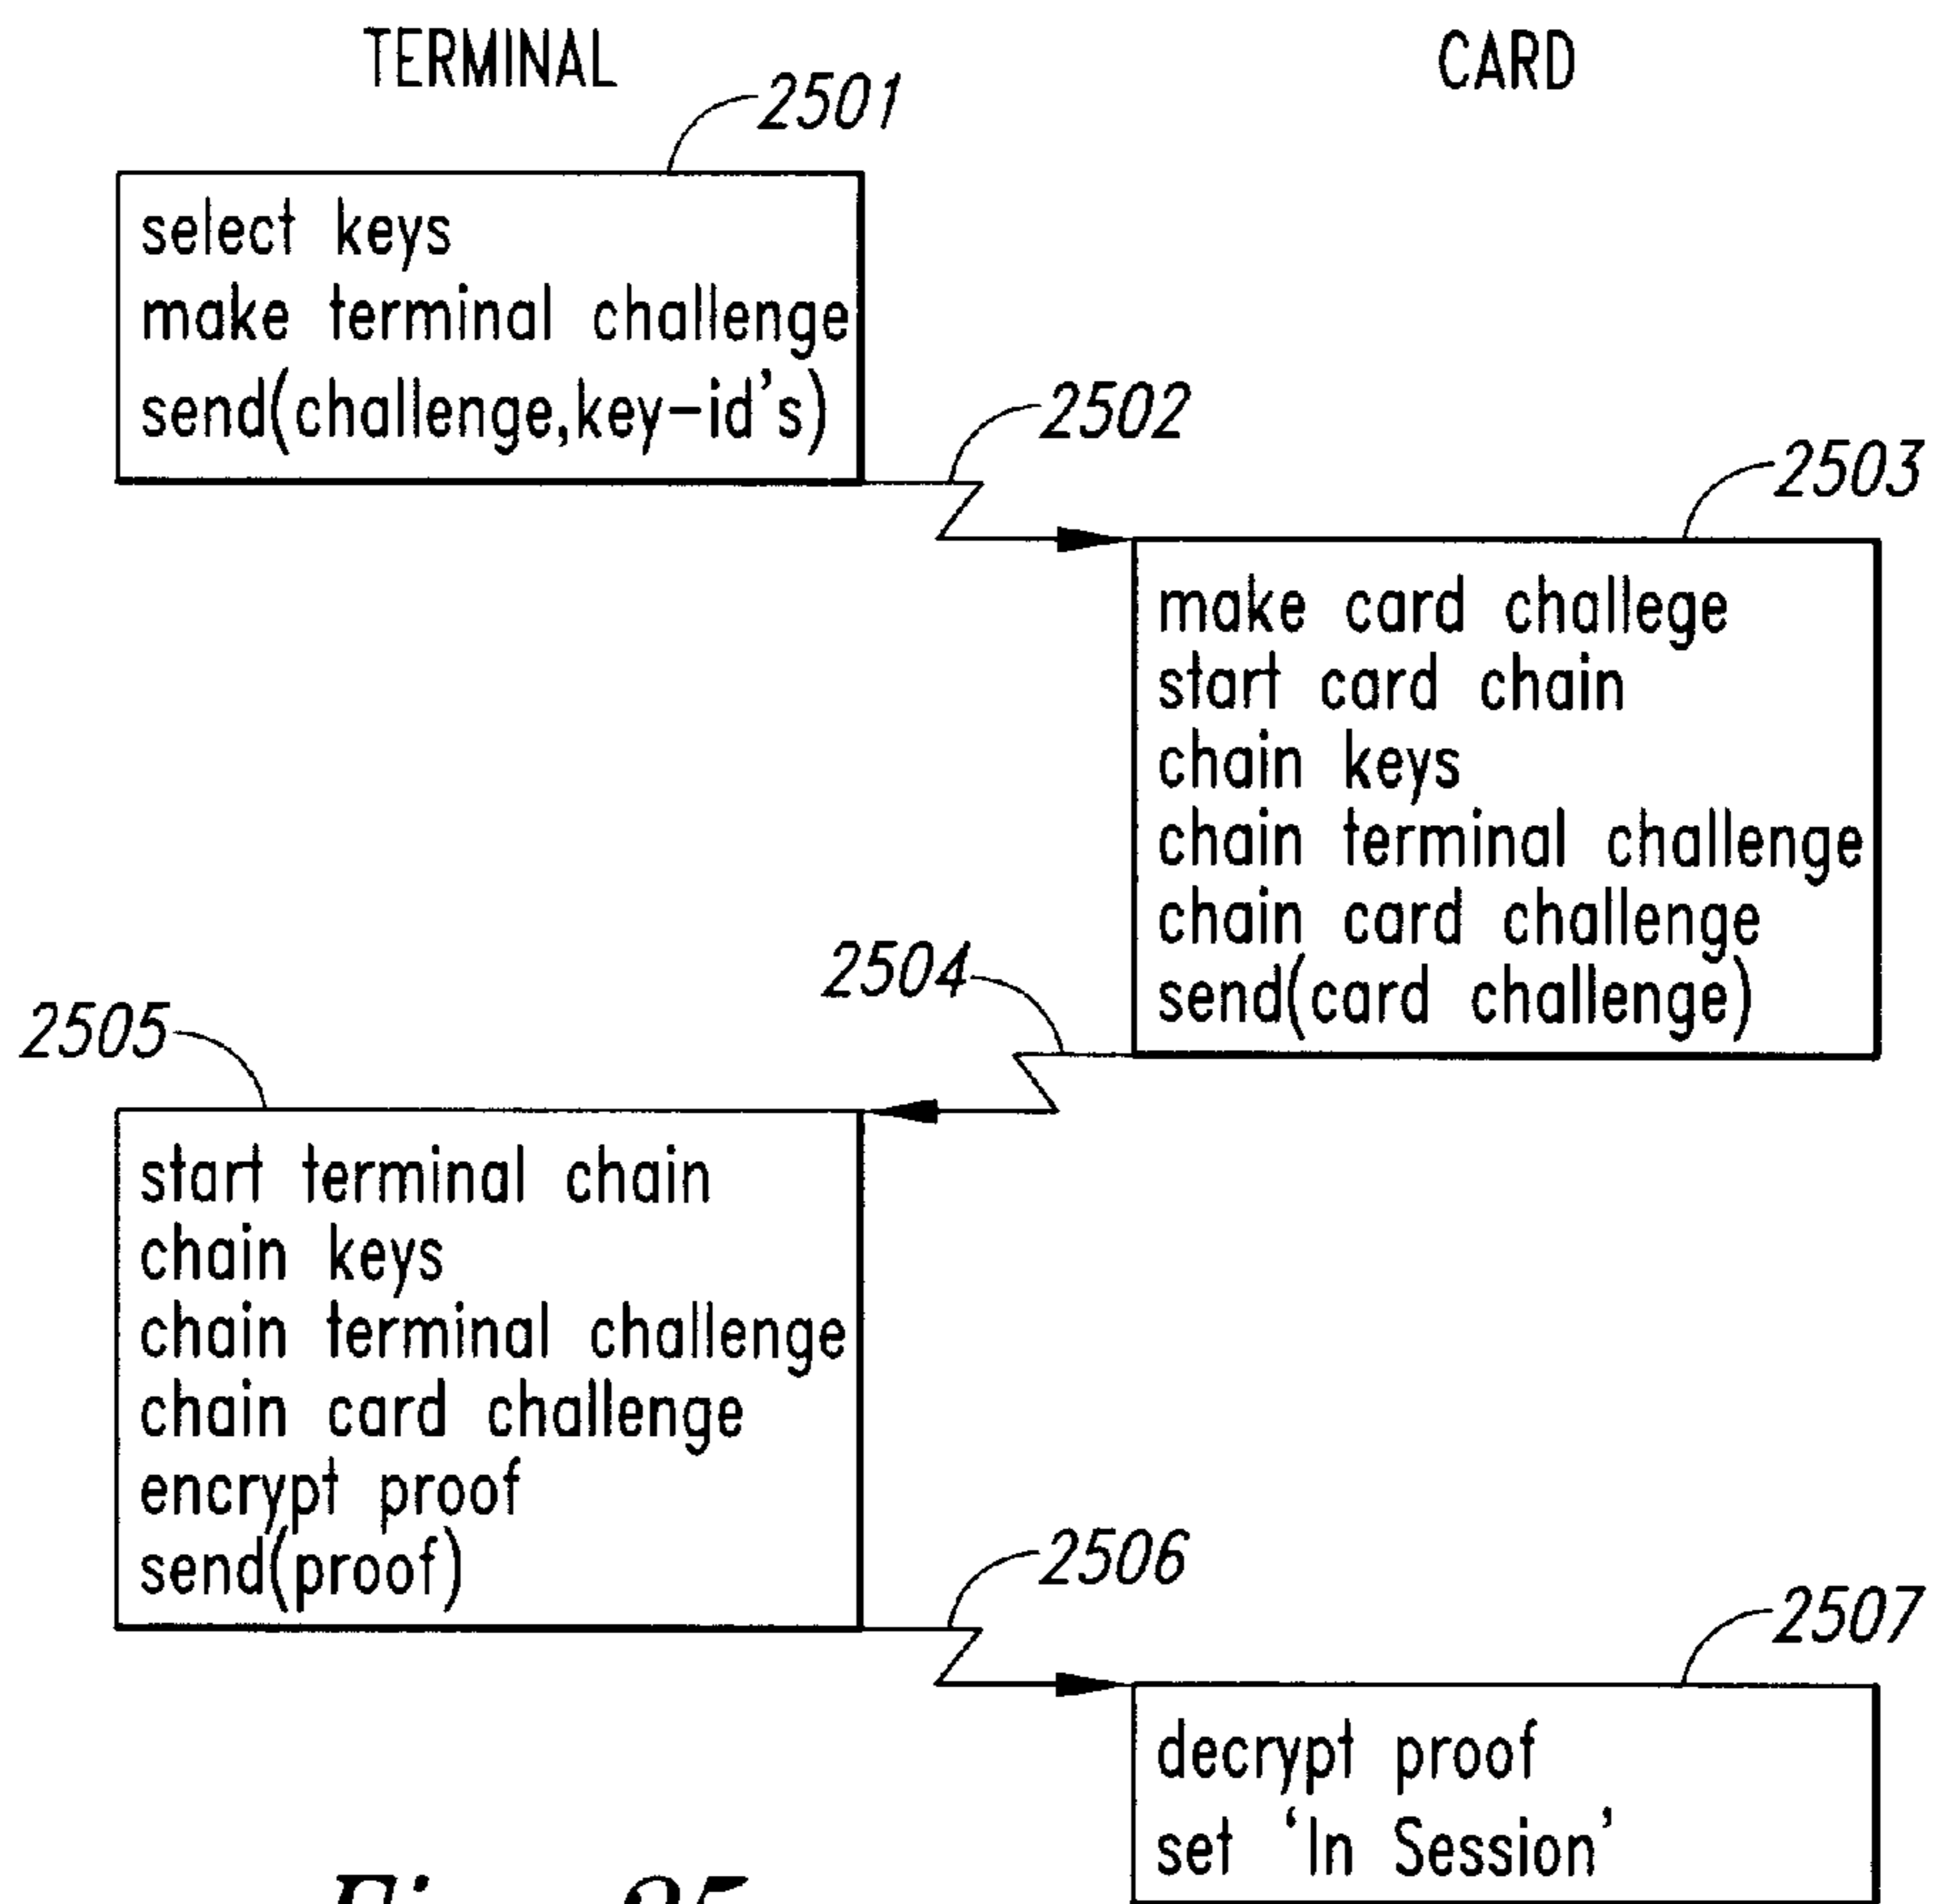 TERMINAL
CARD
2501
select keys
make terminal challenge
send(challenge,key-id's)
2502
2503
make card challege
start card chain
chain keys
chain terminal challenge
chain card challenge
send(card challenge)
2504
2505
start terminal chain
chain keys
chain terminal challenge
chain card challenge
encrypt proof
send(proof)
2506
2507
decrypt proof
set ‘In Session’